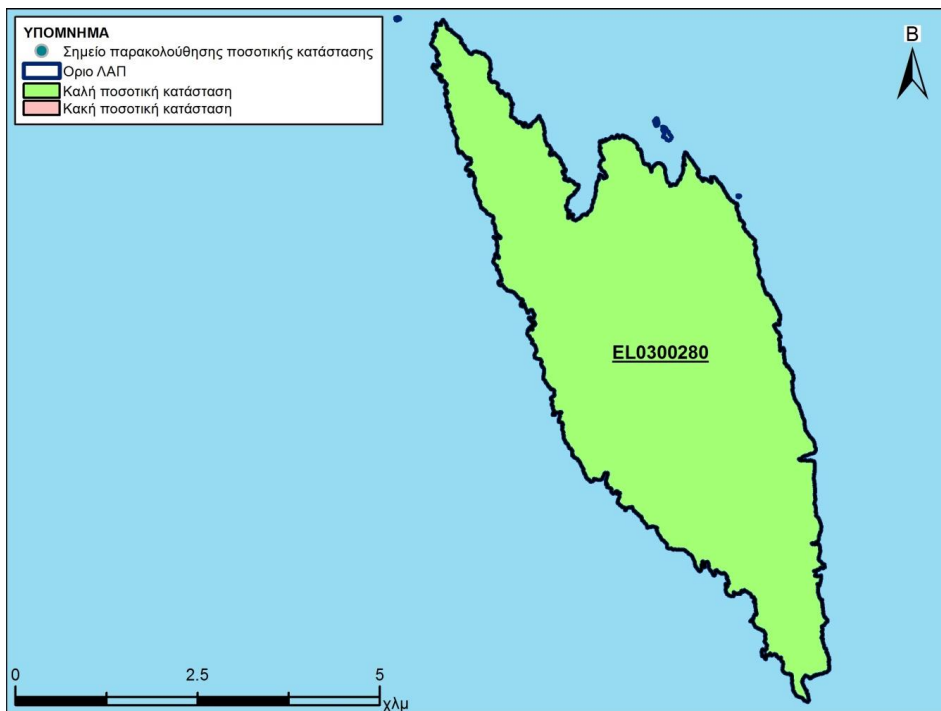 ΥΠΟΜΝΗΜΑ
Σημείο παρακολούθησης ποσοτικής κατάστασης
Οριο ΛΑΠ
Καλή ποσοτική κατάσταση
Κακή ποσοτική κατάσταση
Β
EL0300280
0 2.5 5
χλμ